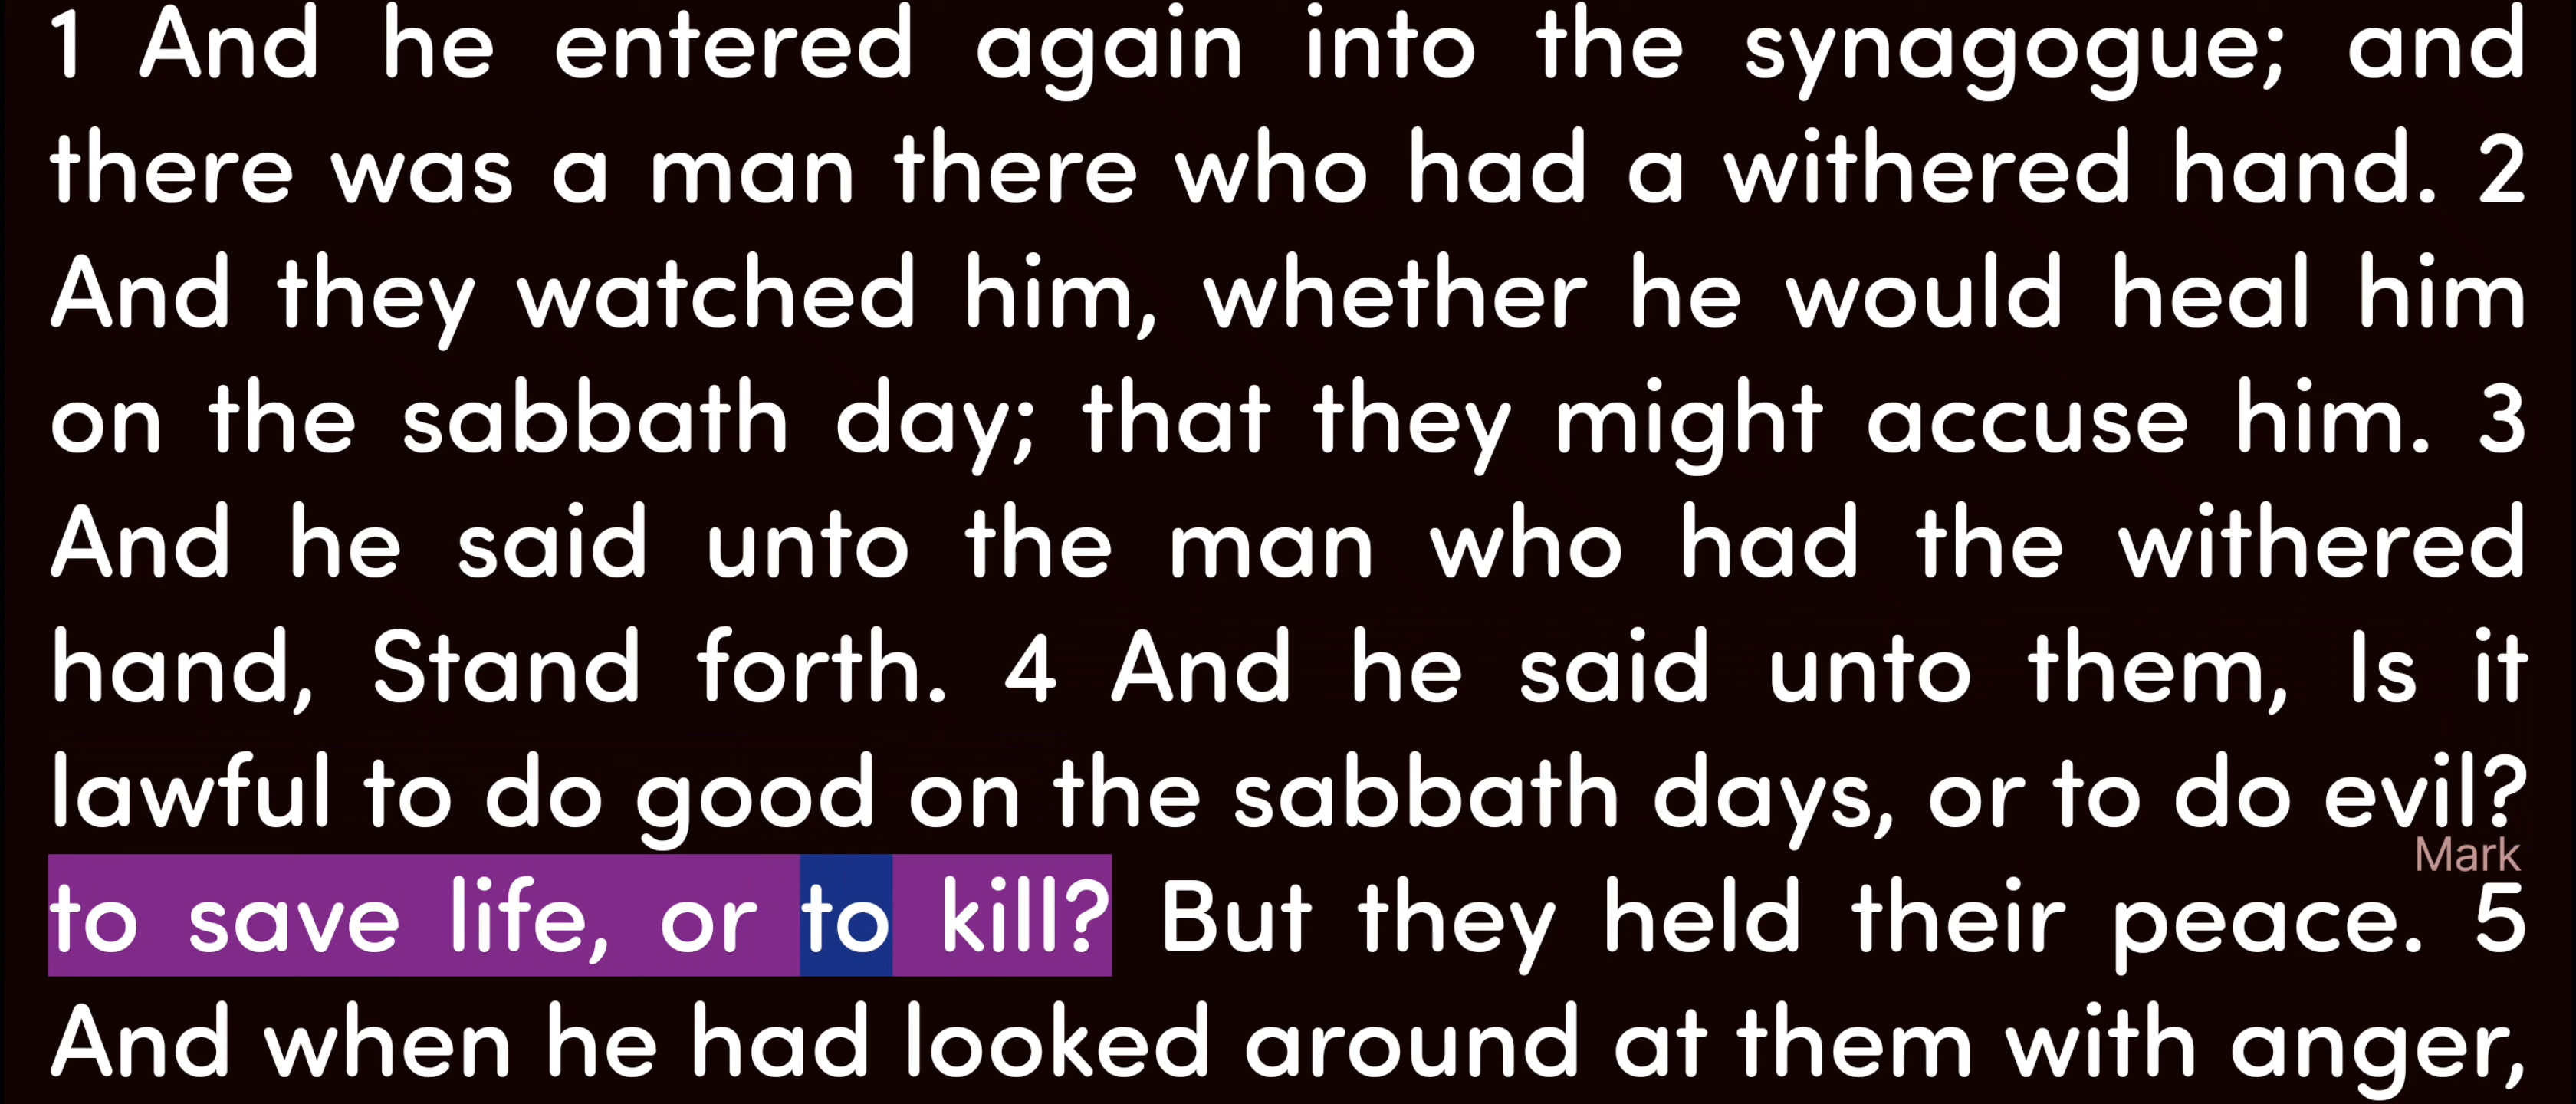 1 And he entered again into the synagogue; and
there was a man there who had a withered hand. 2
And they watched him, whether he would heal him
on the sabbath day; that they might accuse him. 3
And he said unto the man who had the withered
hand, Stand forth. 4 And he said unto them, Is it
lawful to do good on the sabbath days, or to do evil?
Mark
to save life, or to kill? But they held their peace. 5
And when he had looked around at them with anger,